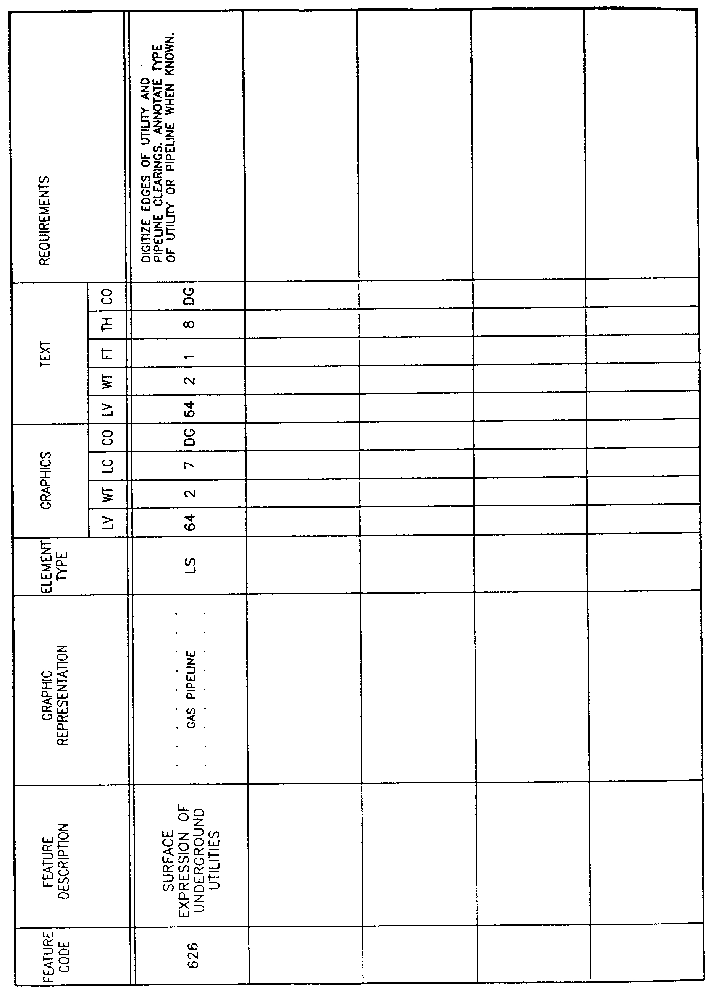 FEATURE CODE
FEATURE DESCRIPTION
GRAPHIC REPRESENTATION
ELEMENT TYPE
GRAPHICS
TEXT
REQUIREMENTS
LV WT LC CO LV WT FT TH CO
626
SURFACE
EXPRESSION OF
UNDERGROUND
UTILITIES
GAS PIPELINE
LS
64 2 7 DG 64 2 1 8 DG
DIGITIZE EDGES OF UTILITY AND
PIPELINE CLEARINGS. ANNOTATE TYPE
OF UTILITY OR PIPELINE WHEN KNOWN.